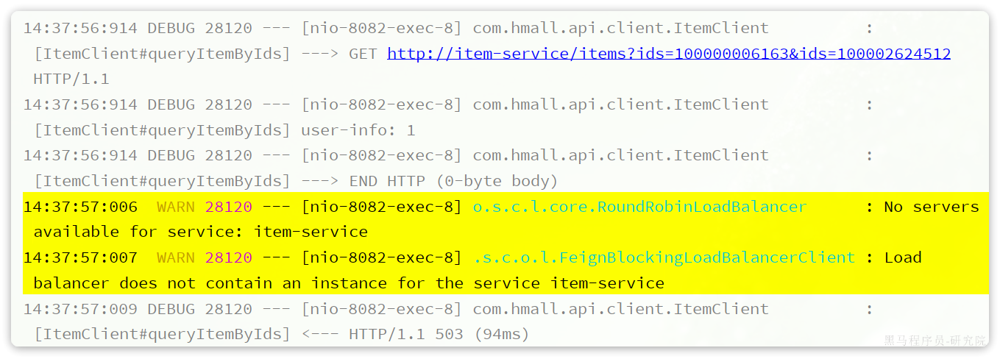 14:37:56:914 DEBUG 28120 --- [nio-8082-exec-8] com.hmall.api.client.ItemClient :
[ItemClient#queryItemByIds] ---> GET http://item-service/items?ids=100000006163&ids=100002624512
HTTP/1.1
14:37:56:914 DEBUG 28120 --- [nio-8082-exec-8] com.hmall.api.client.ItemClient :
[ItemClient#queryItemByIds] user-info: 1
14:37:56:914 DEBUG 28120 --- [nio-8082-exec-8] com.hmall.api.client.ItemClient :
[ItemClient#queryItemByIds] ---> END HTTP (0-byte body)
14:37:57:006 WARN 28120 --- [nio-8082-exec-8] o.s.c.l.core.RoundRobinLoadBalancer : No servers
available for service: item-service
14:37:57:007 WARN 28120 --- [nio-8082-exec-8] .s.c.o.l.FeignBlockingLoadBalancerClient : Load
balancer does not contain an instance for the service item-service
14:37:57:009 DEBUG 28120 --- [nio-8082-exec-8] com.hmall.api.client.ItemClient :
[ItemClient#queryItemByIds] <--- HTTP/1.1 503 (94ms)
黑马程序员-研究院